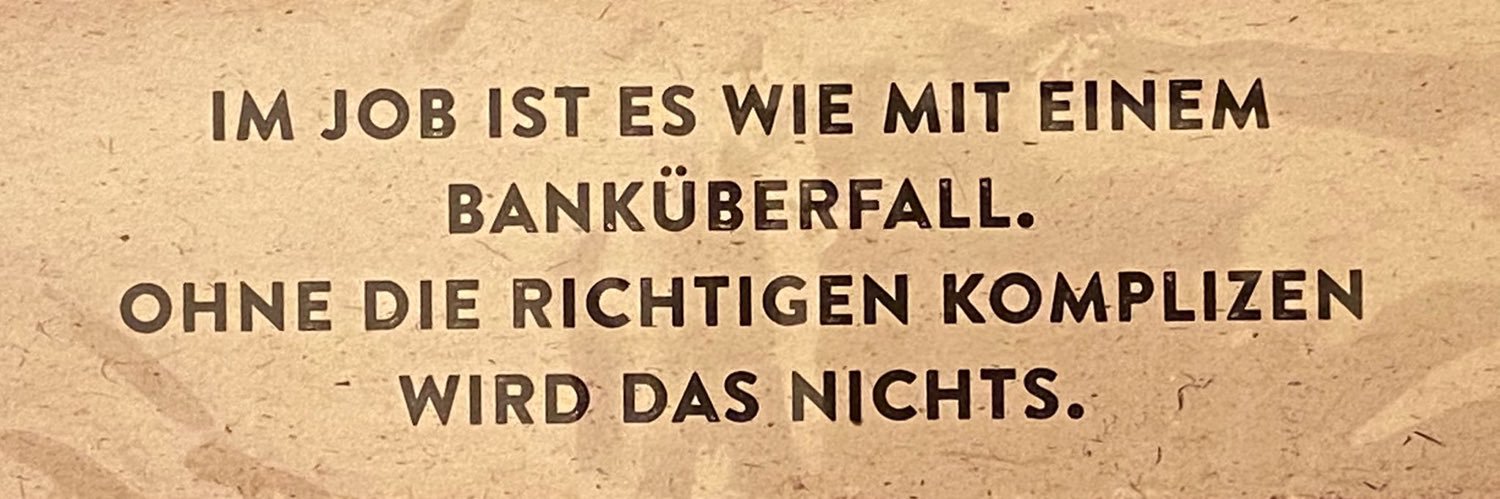 IM JOB IST ES WIE MIT EINEM
BANKÜBERFALL.
OHNE DIE RICHTIGEN KOMPLIZEN
WIRD DAS NICHTS.